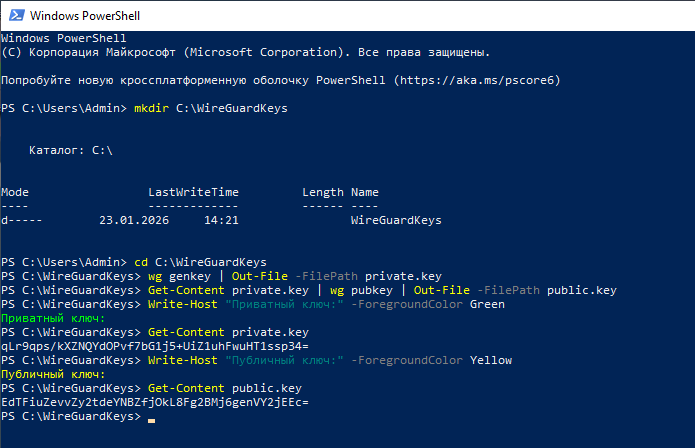 Windows PowerShell
Windows PowerShell
(C) Корпорация Майкрософт (Microsoft Corporation). Все права защищены.
Попробуйте новую кроссплатформенную оболочку PowerShell (https://aka.ms/pscore6)
PS C:\Users\Admin> mkdir C:\WireGuardKeys
Каталог: C:\
Mode LastWriteTime Length Name
---- ------------- ------ ----
d----- 23.01.2026 14:21 WireGuardKeys
PS C:\Users\Admin> cd C:\WireGuardKeys
PS C:\WireGuardKeys> wg genkey | Out-File -FilePath private.key
PS C:\WireGuardKeys> Get-Content private.key | wg pubkey | Out-File -FilePath public.key
PS C:\WireGuardKeys> Write-Host "Приватный ключ:" -ForegroundColor Green
Приватный ключ:
PS C:\WireGuardKeys> Get-Content private.key
qLr9qps/kXZNQYdOPvf7bG1j5+UiZ1uhFwuHT1ssp34=
PS C:\WireGuardKeys> Write-Host "Публичный ключ:" -ForegroundColor Yellow
Публичный ключ:
PS C:\WireGuardKeys> Get-Content public.key
EdTFiuZevvZy2tdeYNBZfjOkL8Fg2BMj6genVY2jEEc=
PS C:\WireGuardKeys>